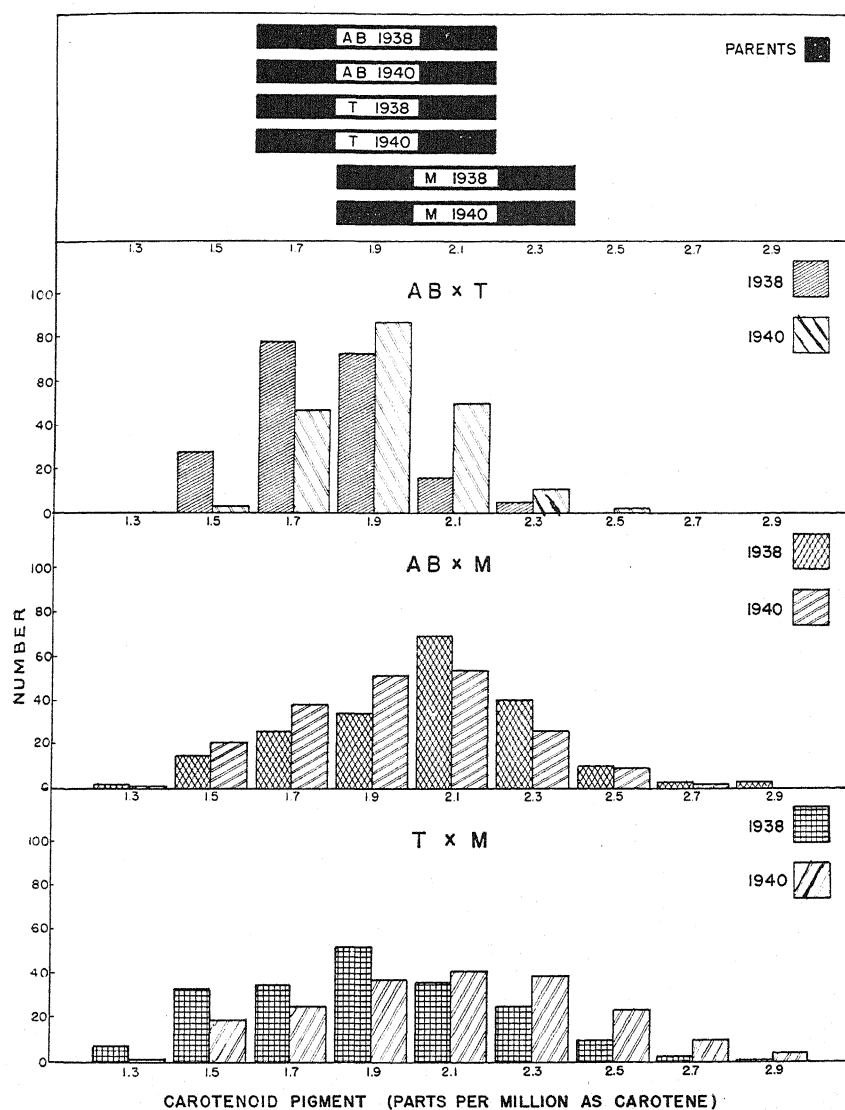 AB 1938
PARENTS
AB 1940
T 1938
T 1940
M 1938
M 1940
1.3 1.5 1.7 1.9 2.1 2.3 2.5 2.7 2.9
AB x T
1938
1940
100
80
80
40
20
0
1.3 1.5 1.7 1.9 2.1 2.3 2.5 2.7 2.9
AB x M
1938
1940
100
80
60
40
20
0
1.3 1.5 1.7 1.9 2.1 2.3 2.5 2.7 2.9
T x M
1938
1940
100
80
60
40
20
0
1.3 1.5 1.7 1.9 2.1 2.3 2.5 2.7 2.9
NUMBER
CAROTENOID PIGMENT (PARTS PER MILLION AS CAROTENE)